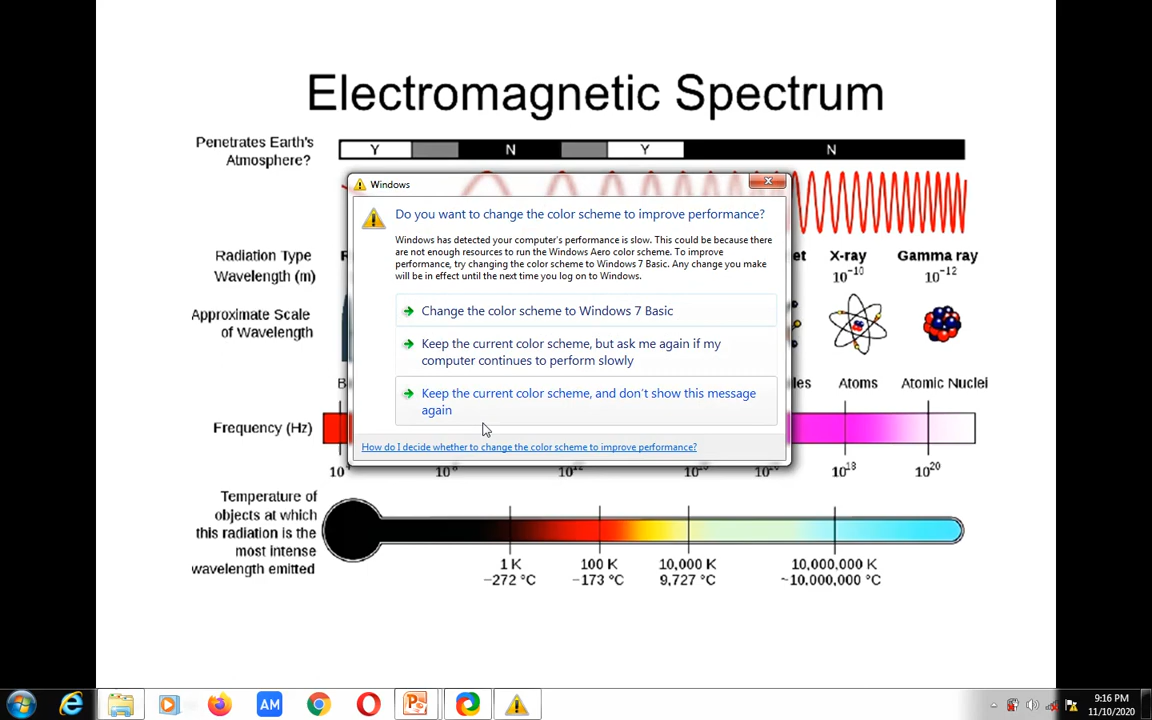 Electromagnetic Spectrum
Penetrates Earth's
Atmosphere?
Y N Y N
Windows
Do you want to change the color scheme to improve performance?
Windows has detected your computer's performance is slow. This could be because there
are not enough resources to run the Windows Aero color scheme. To improve
performance, try changing the color scheme to Windows 7 Basic. Any change you make
will be in effect until the next time you log on to Windows.
Change the color scheme to Windows 7 Basic
Keep the current color scheme, but ask me again if my
computer continues to perform slowly
Keep the current color scheme, and don't show this message
again
How do I decide whether to change the color scheme to improve performance?
Radiation Type
Wavelength (m)
X-ray
10⁻¹⁰
Gamma ray
10⁻¹²
Approximate Scale
of Wavelength
Atoms
Atomic Nuclei
Frequency (Hz)
10¹⁸
10²⁰
Temperature of
objects at which
this radiation is the
most intense
wavelength emitted
1 K
−272 °C
100 K
−173 °C
10,000 K
9,727 °C
10,000,000 K
~10,000,000 °C
AM
9:16 PM
11/10/2020